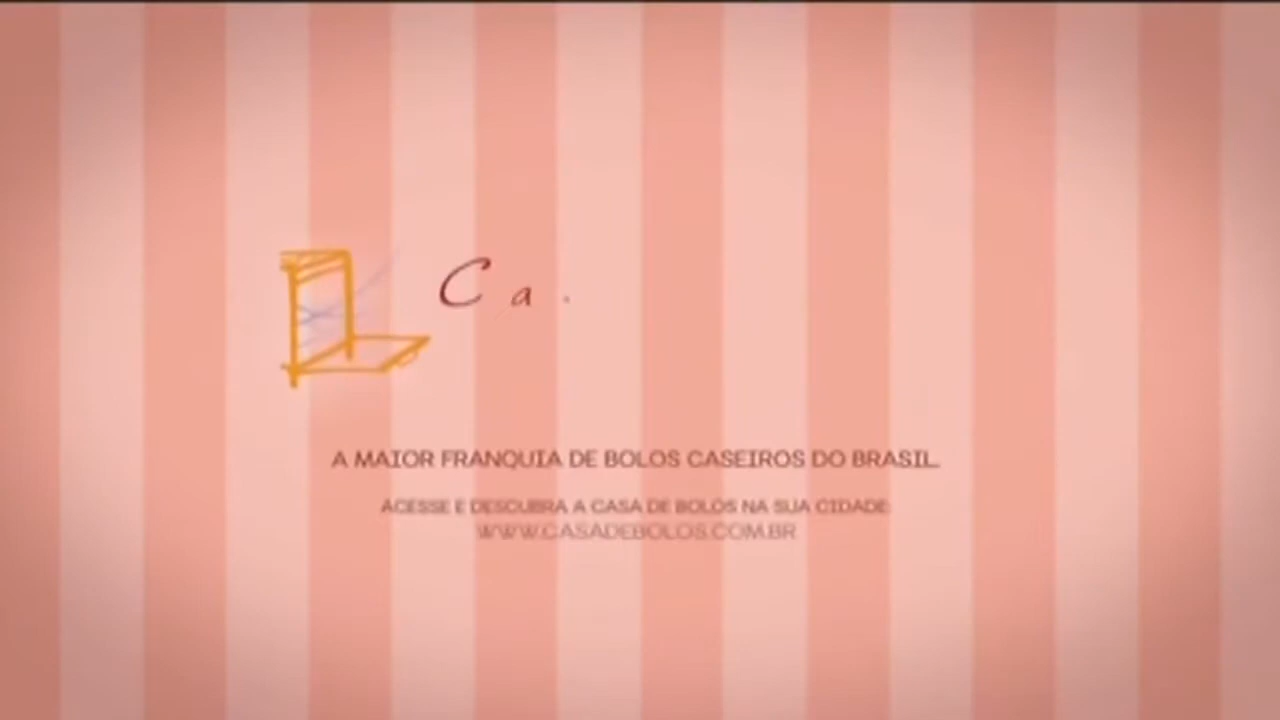 Ca
A MAIOR FRANQUIA DE BOLOS CASEIROS DO BRASIL.
ACESSE E DESCUBRA A CASA DE BOLOS NA SUA CIDADE:
WWW.CASADEBOLOS.COM.BR